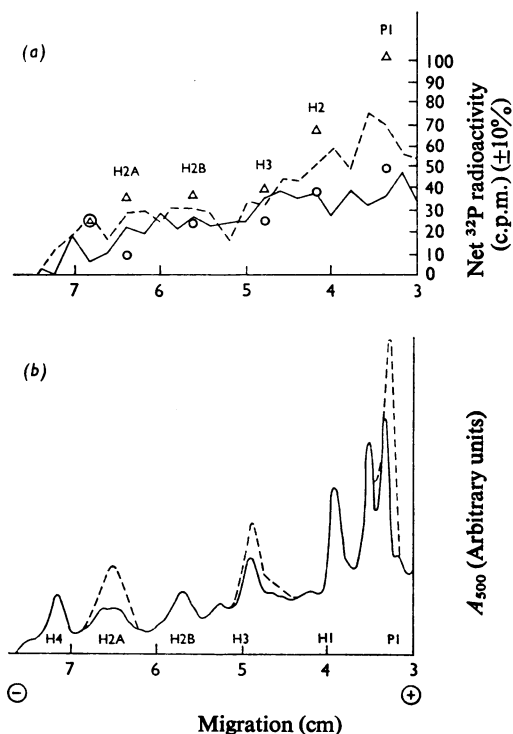 (a)
P1
H2
H3
H2B
H2A
100
90
80
70
60
50
40
30
20
10
0
Net ³²P radioactivity
(c.p.m.) (±10%)
7 6 5 4 3
(b)
A₅₀₀ (Arbitrary units)
H4 H2A H2B H3 H1 P1
7 6 5 4 3
⊖ ⊕
Migration (cm)